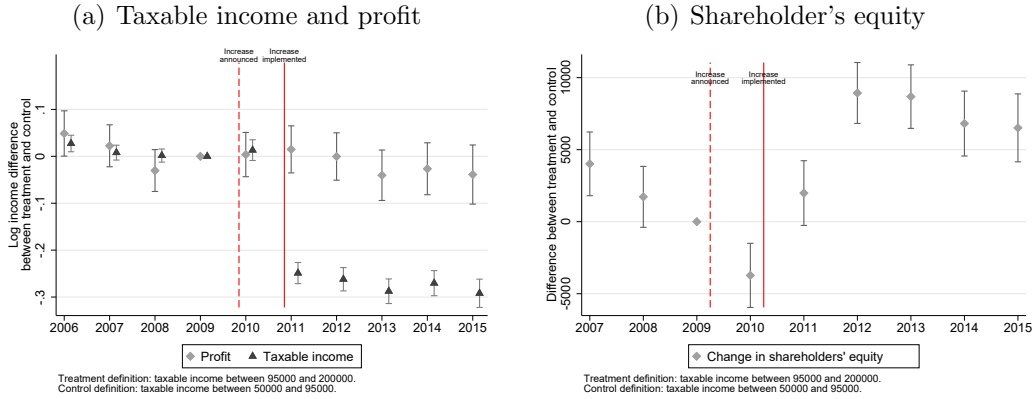 (a) Taxable income and profit
Increase
announced
Increase
implemented
Log income difference
between treatment and control
.1
0
-.1
-.2
-.3
2006 2007 2008 2009 2010 2011 2012 2013 2014 2015
Profit Taxable income
Treatment definition: taxable income between 95000 and 200000.
Control definition: taxable income between 50000 and 95000.
(b) Shareholder's equity
Increase
announced
Increase
implemented
Difference between treatment and control
10000
5000
0
-5000
2007 2008 2009 2010 2011 2012 2013 2014 2015
Change in shareholders' equity
Treatment definition: taxable income between 95000 and 200000.
Control definition: taxable income between 50000 and 95000.